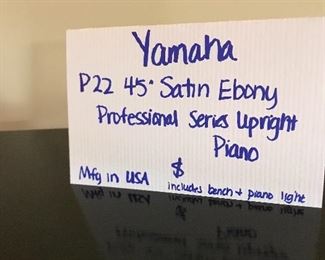 Yamaha
P22 45" Satin Ebony
Professional Series Upright
Piano
$
Mfg in USA includes bench + piano light